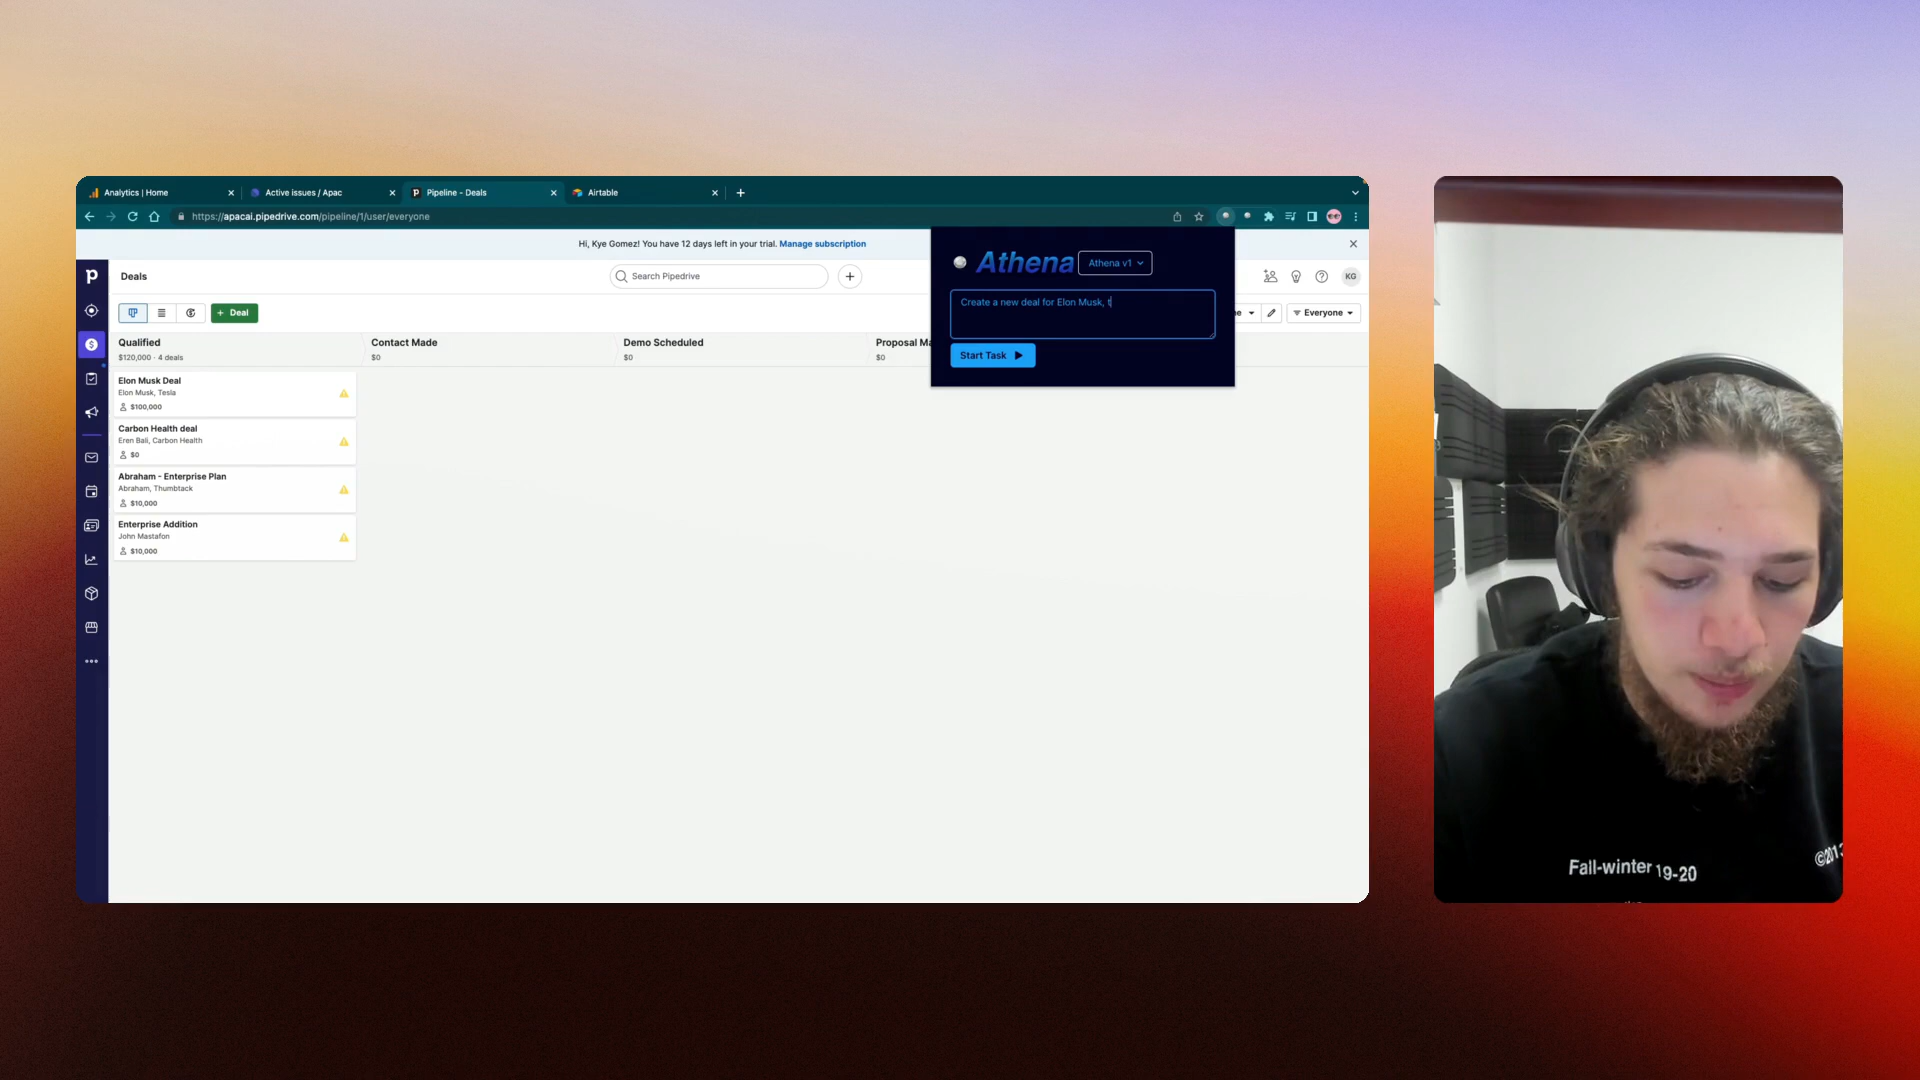 Analytics | Home
Active issues / Apac
Pipeline - Deals
Airtable
https://apacai.pipedrive.com/pipeline/1/user/everyone
Hi, Kye Gomez! You have 12 days left in your trial. Manage subscription
Deals
Search Pipedrive
KG
Athena
Athena v1
Create a new deal for Elon Musk, t
Start Task
+ Deal
Everyone
Qualified
$120,000 · 4 deals
Contact Made
$0
Demo Scheduled
$0
Proposal Ma
$0
Elon Musk Deal
Elon Musk, Tesla
$100,000
Carbon Health deal
Eren Bali, Carbon Health
$0
Abraham - Enterprise Plan
Abraham, Thumbtack
$10,000
Enterprise Addition
John Mastafon
$10,000
Fall-winter 19-20
©2013